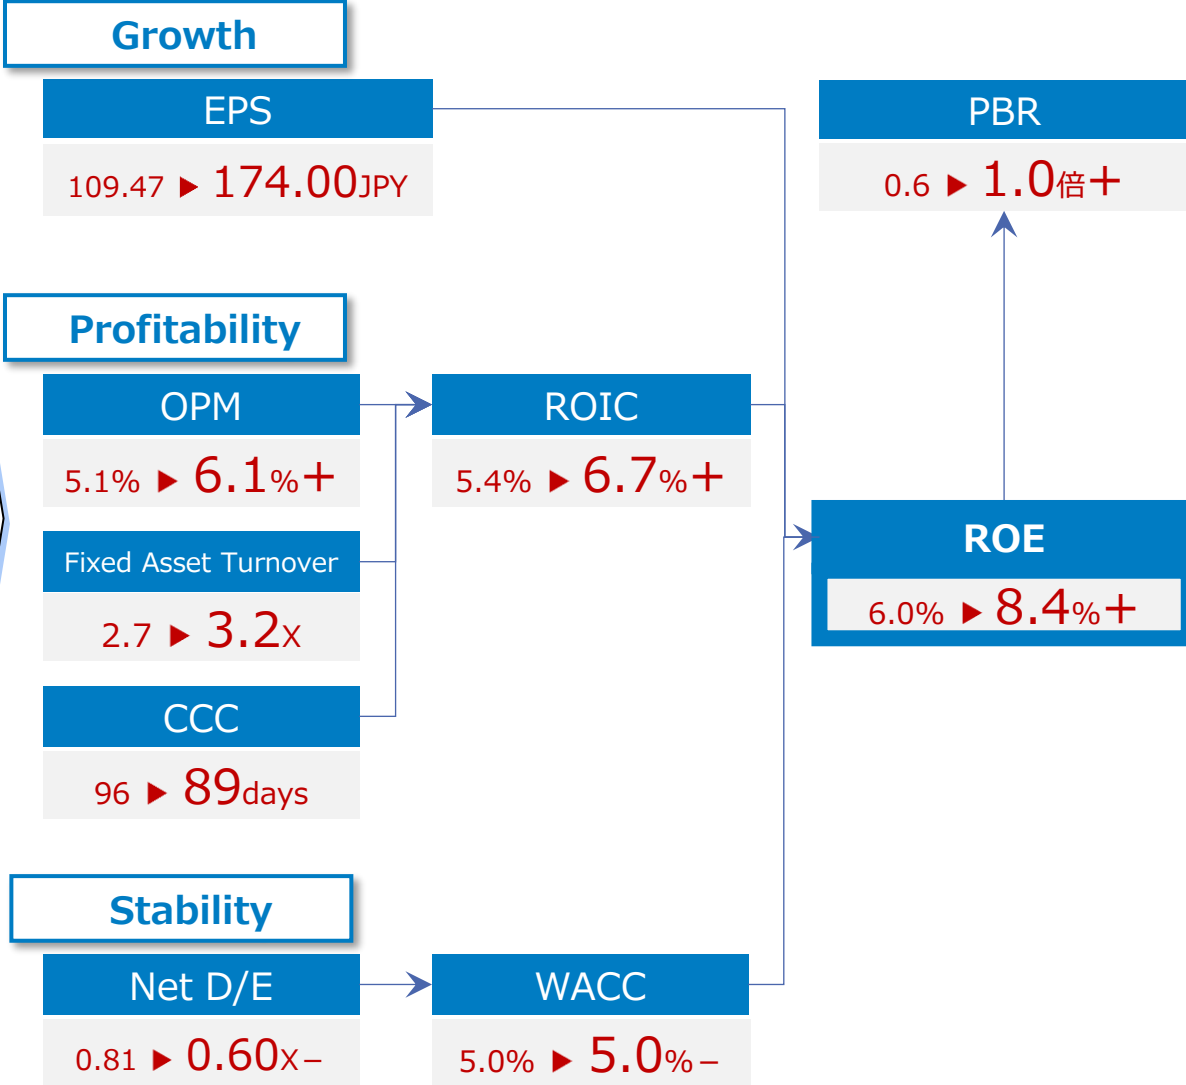 Growth
EPS
109.47 ▶ 174.00JPY
PBR
0.6 ▶ 1.0倍+
Profitability
OPM
5.1% ▶ 6.1%+
ROIC
5.4% ▶ 6.7%+
Fixed Asset Turnover
2.7 ▶ 3.2X
ROE
6.0% ▶ 8.4%+
CCC
96 ▶ 89days
Stability
Net D/E
0.81 ▶ 0.60X−
WACC
5.0% ▶ 5.0%−